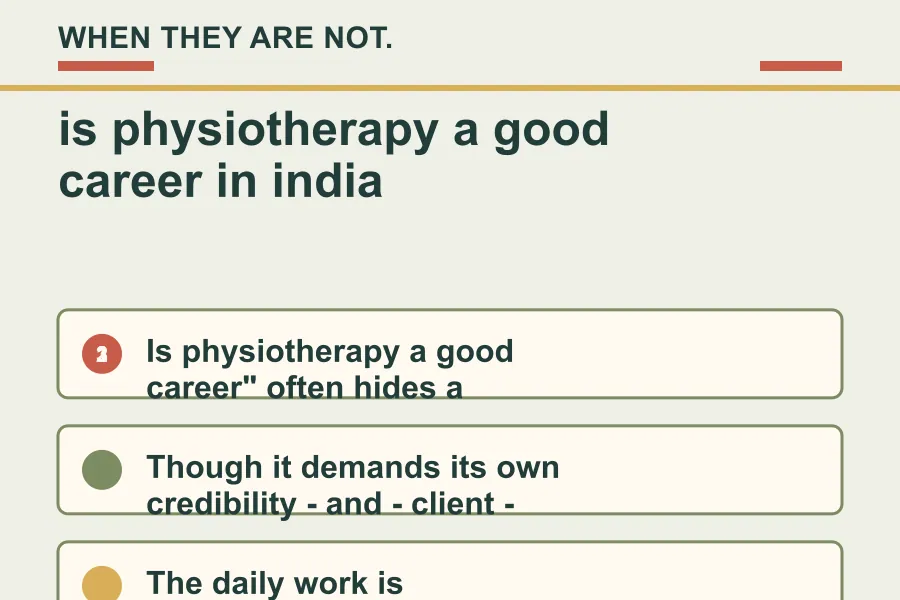 WHEN THEY ARE NOT.
is physiotherapy a good
career in india
Is physiotherapy a good
career" often hides a
Though it demands its own
credibility - and - client -
The daily work is